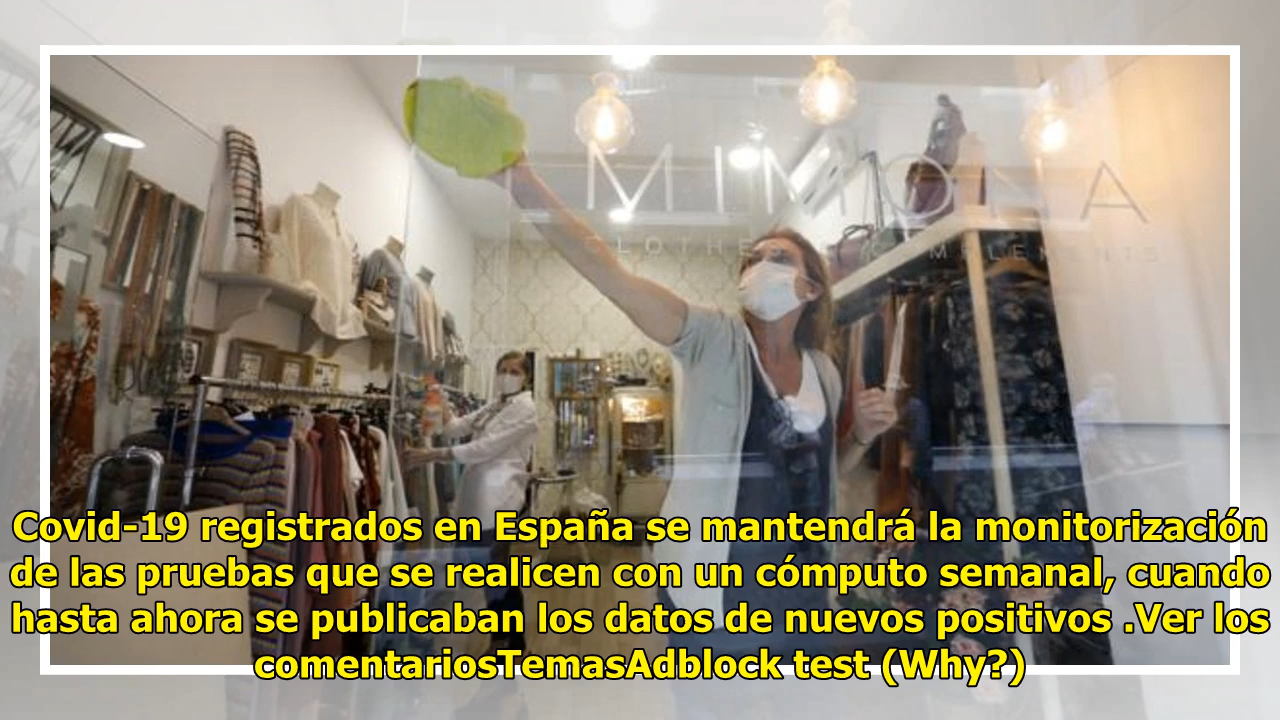 MIMONA
Covid-19 registrados en España se mantendrá la monitorización
de las pruebas que se realicen con un cómputo semanal, cuando
hasta ahora se publicaban los datos de nuevos positivos .Ver los
comentariosTemasAdblock test (Why?)